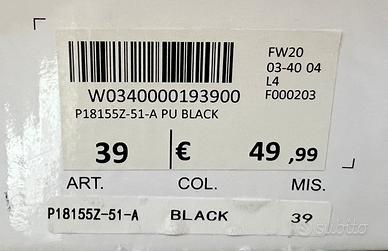 FW20
03-40 04
L4
W0340000193900 F000203
P18155Z-51-A PU BLACK
39 € 49,99
ART. COL. MIS.
P18155Z-51-A BLACK 39
subito